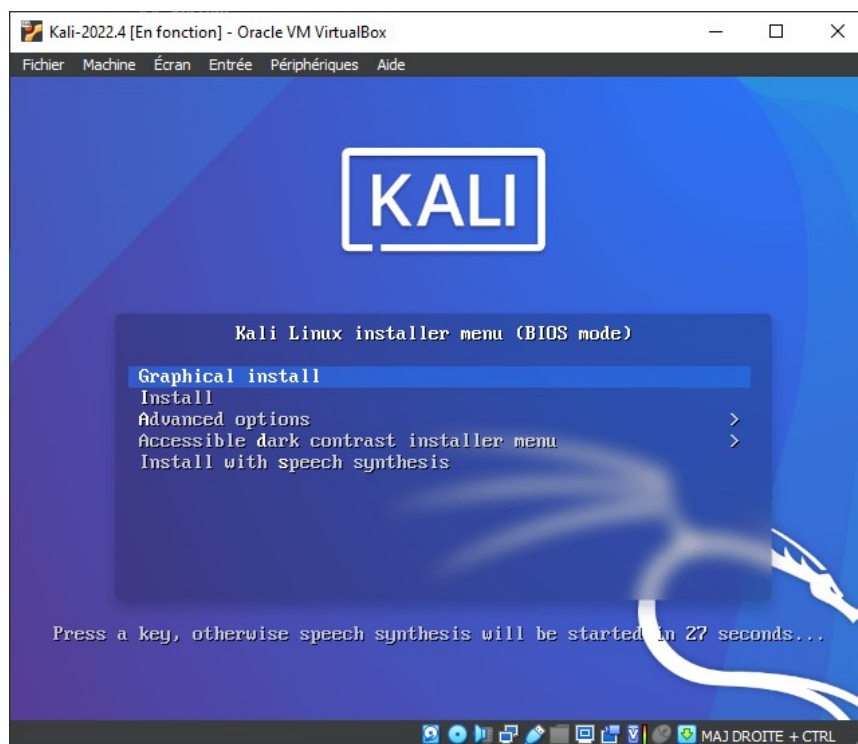 Kali-2022.4 [En fonction] - Oracle VM VirtualBox
Fichier Machine Écran Entrée Périphériques Aide
KALI
Kali Linux installer menu (BIOS mode)
Graphical install
Install
Advanced options >
Accessible dark contrast installer menu >
Install with speech synthesis
Press a key, otherwise speech synthesis will be started in 27 seconds...
MAJ DROITE + CTRL